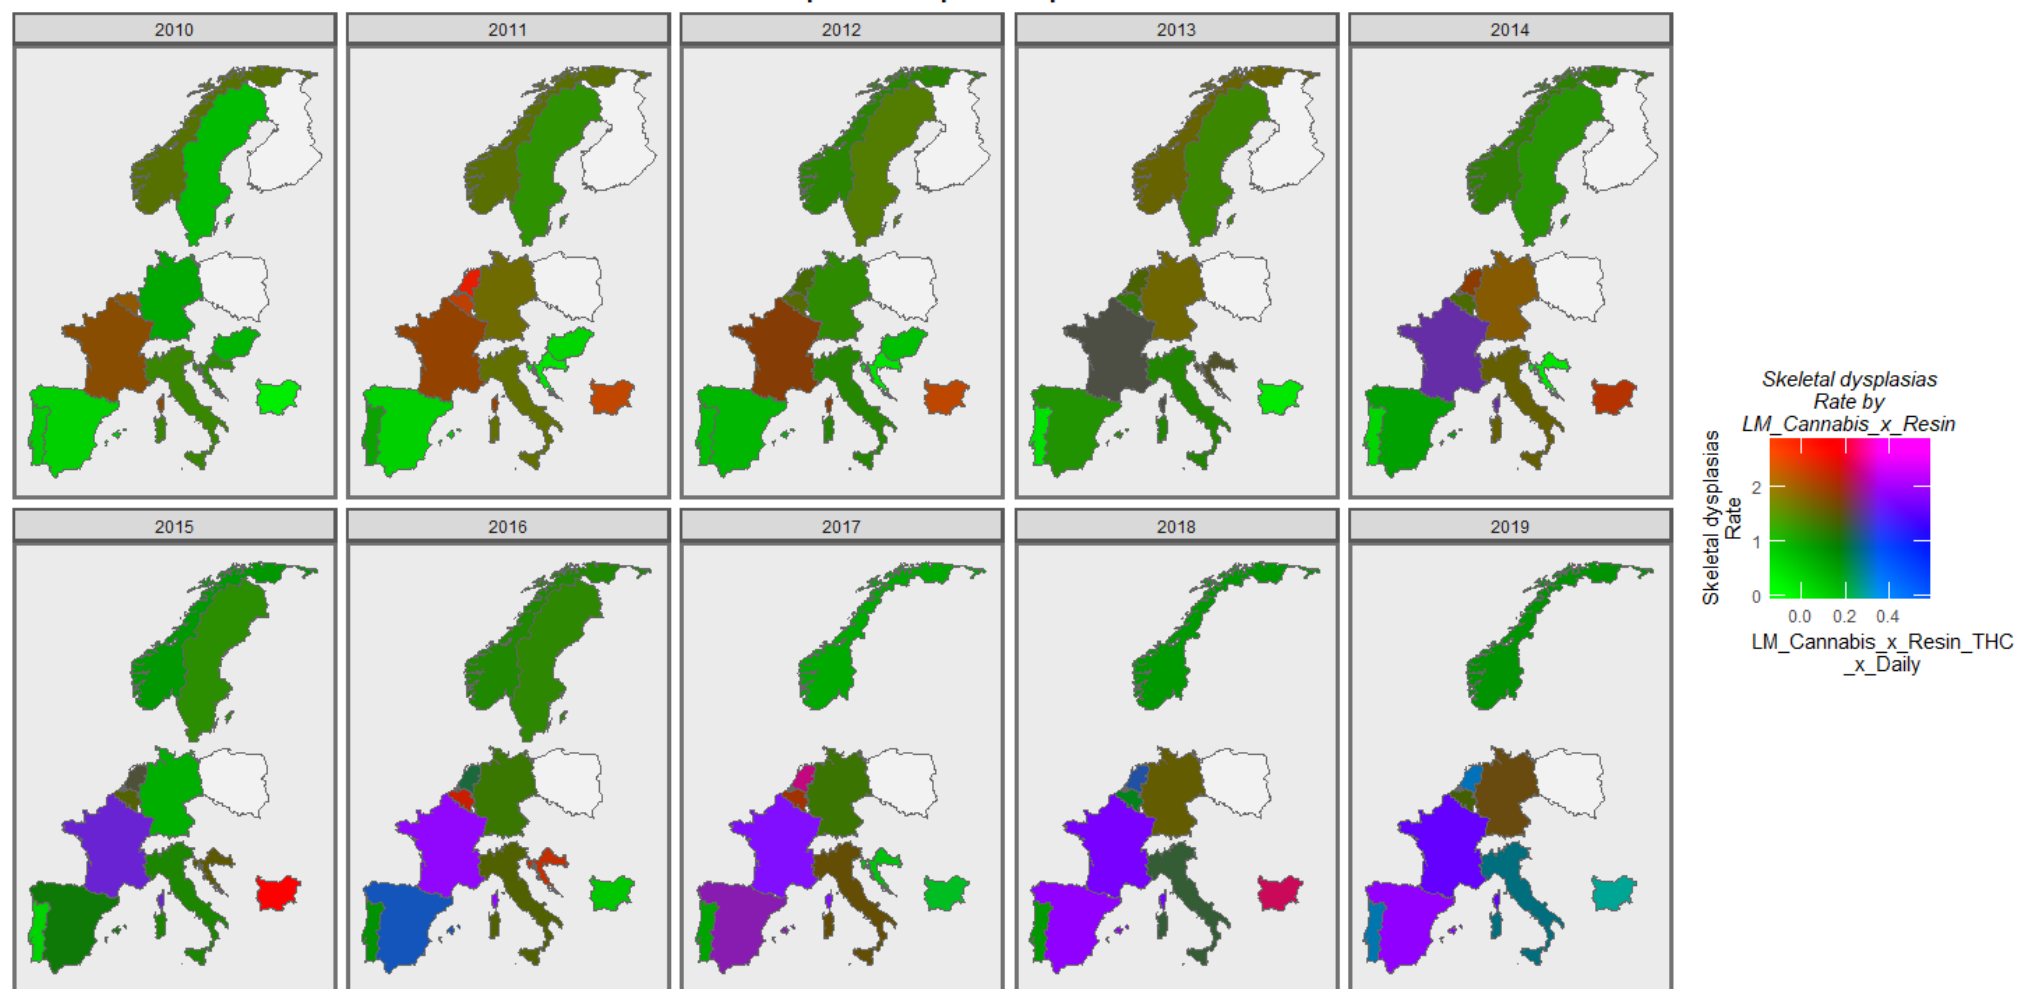 2010 2011 2012 2013 2014
2015 2016 2017 2018 2019
Skeletal dysplasias
Rate by
LM_Cannabis_x_Resin
Skeletal dysplasias
Rate
2
1
0
0.0 0.2 0.4
LM_Cannabis_x_Resin_THC
_x_Daily